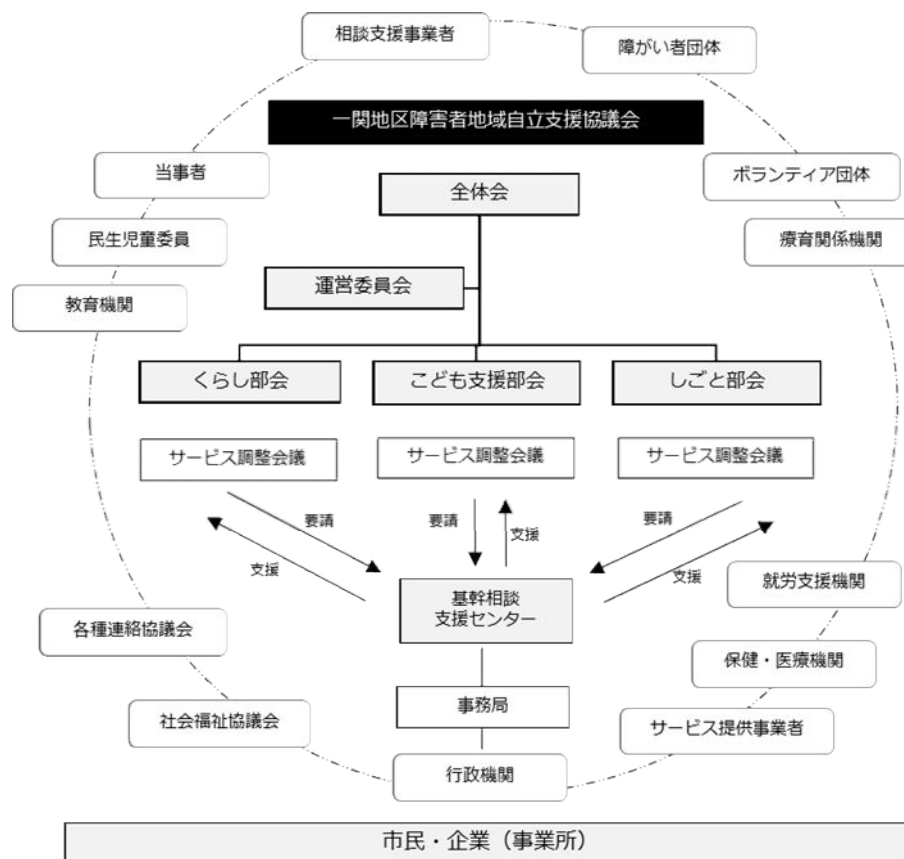 相談支援事業者
障がい者団体
一関地区障害者地域自立支援協議会
当事者
ボランティア団体
全体会
民生児童委員
療育関係機関
運営委員会
教育機関
くらし部会
こども支援部会
しごと部会
サービス調整会議
サービス調整会議
サービス調整会議
要請
支援
要請
支援
要請
支援
就労支援機関
基幹相談
支援センター
各種連絡協議会
保健・医療機関
事務局
社会福祉協議会
サービス提供事業者
行政機関
市民・企業（事業所）